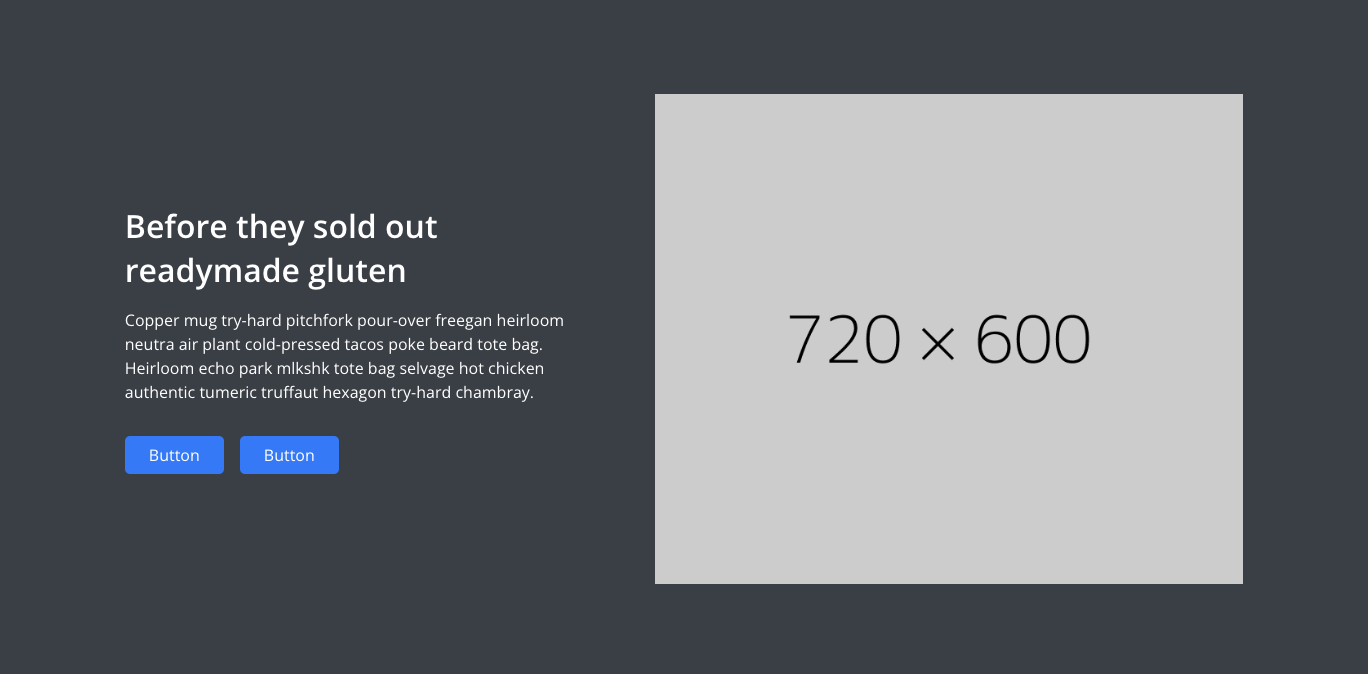 Before they sold out
readymade gluten
Copper mug try-hard pitchfork pour-over freegan heirloom
neutra air plant cold-pressed tacos poke beard tote bag.
Heirloom echo park mlkshk tote bag selvage hot chicken
authentic tumeric truffaut hexagon try-hard chambray.
Button Button
720 × 600